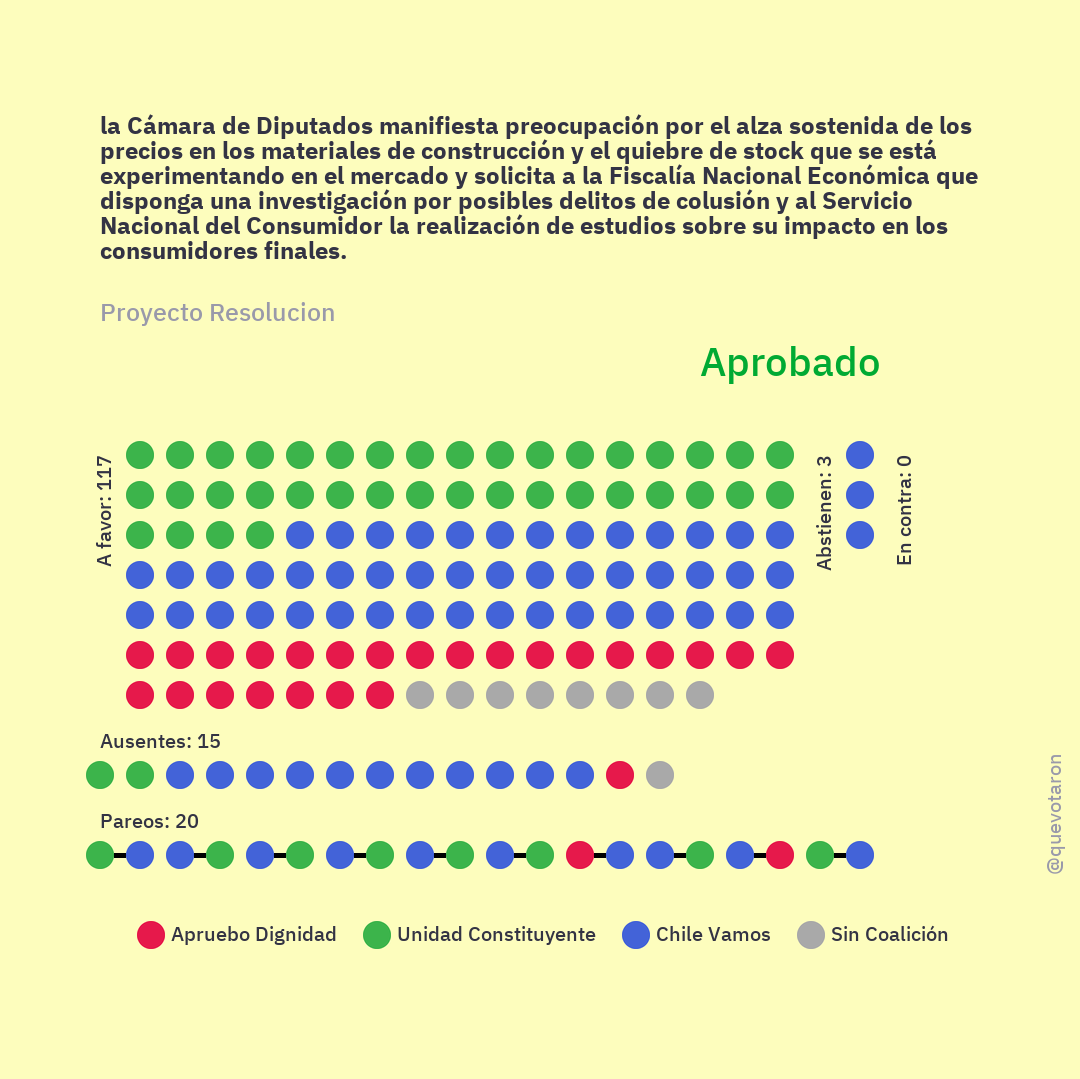 la Cámara de Diputados manifiesta preocupación por el alza sostenida de los
precios en los materiales de construcción y el quiebre de stock que se está
experimentando en el mercado y solicita a la Fiscalía Nacional Económica que
disponga una investigación por posibles delitos de colusión y al Servicio
Nacional del Consumidor la realización de estudios sobre su impacto en los
consumidores finales.
Proyecto Resolucion
Aprobado
A favor: 117
Abstienen: 3
En contra: 0
Ausentes: 15
Pareos: 20
@quevotaron
Apruebo Dignidad
Unidad Constituyente
Chile Vamos
Sin Coalición